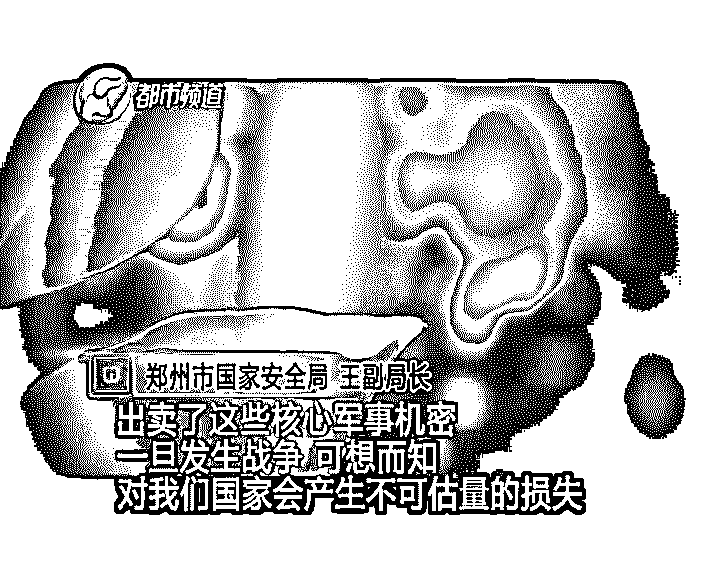 都市频道
郑州市国家安全局 王副局长
出卖了这些核心军事机密
一旦发生战争 可想而知
对我们国家会产生不可估量的损失